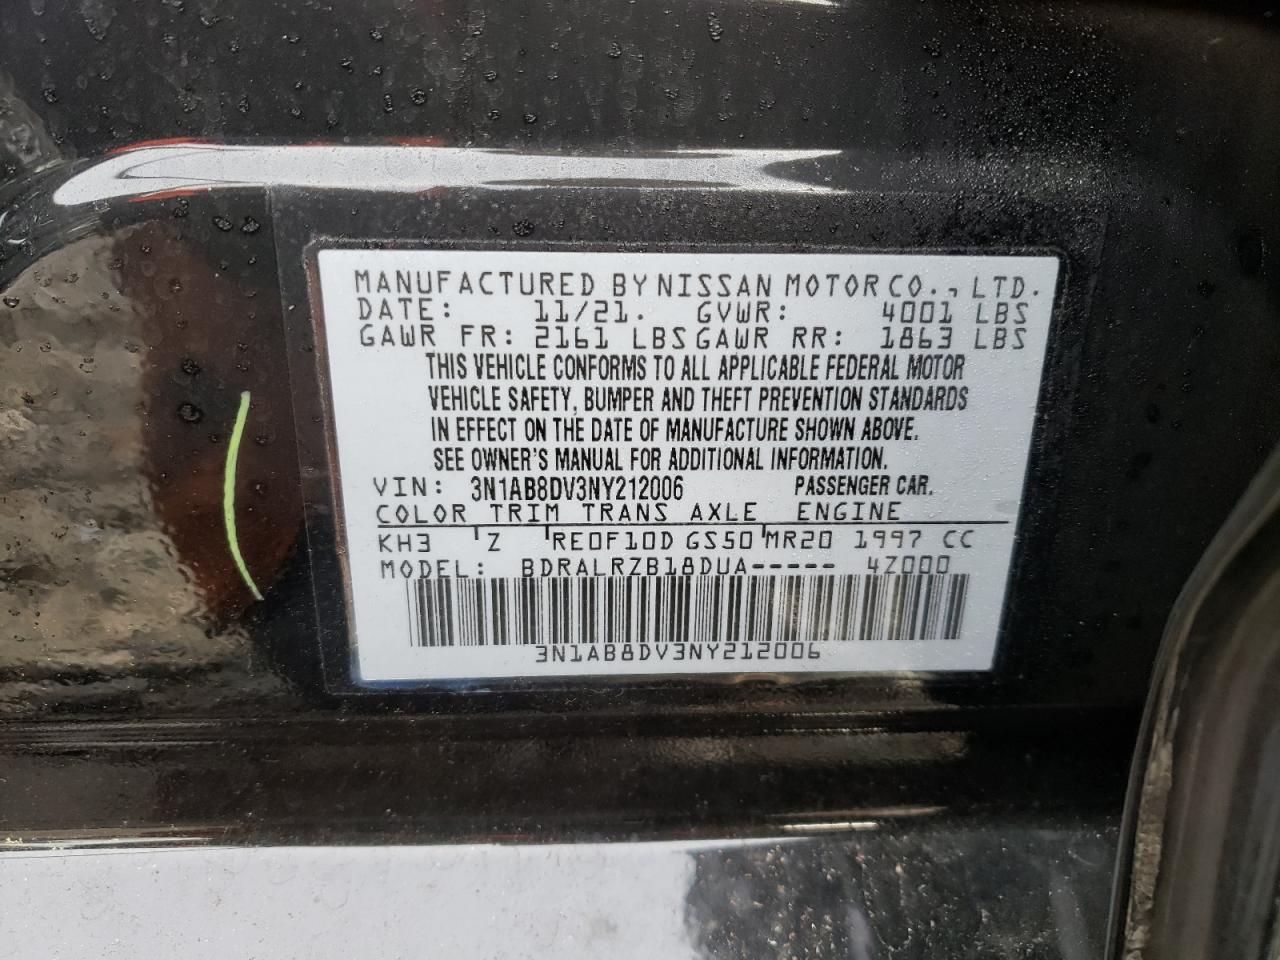 MANUFACTURED BY NISSAN MOTOR CO., LTD.
DATE: 11/21. GVWR: 4001 LBS
GAWR FR: 2161 LBS GAWR RR: 1863 LBS
THIS VEHICLE CONFORMS TO ALL APPLICABLE FEDERAL MOTOR
VEHICLE SAFETY, BUMPER AND THEFT PREVENTION STANDARDS
IN EFFECT ON THE DATE OF MANUFACTURE SHOWN ABOVE.
SEE OWNER'S MANUAL FOR ADDITIONAL INFORMATION.
VIN: 3N1AB8DV3NY212006 PASSENGER CAR.
COLOR TRIM TRANS AXLE ENGINE
KH3 Z RE0F10D GS50 MR20 1997 CC
MODEL: BDRALRZB18DUA----- 4Z000
3N1AB8DV3NY212006